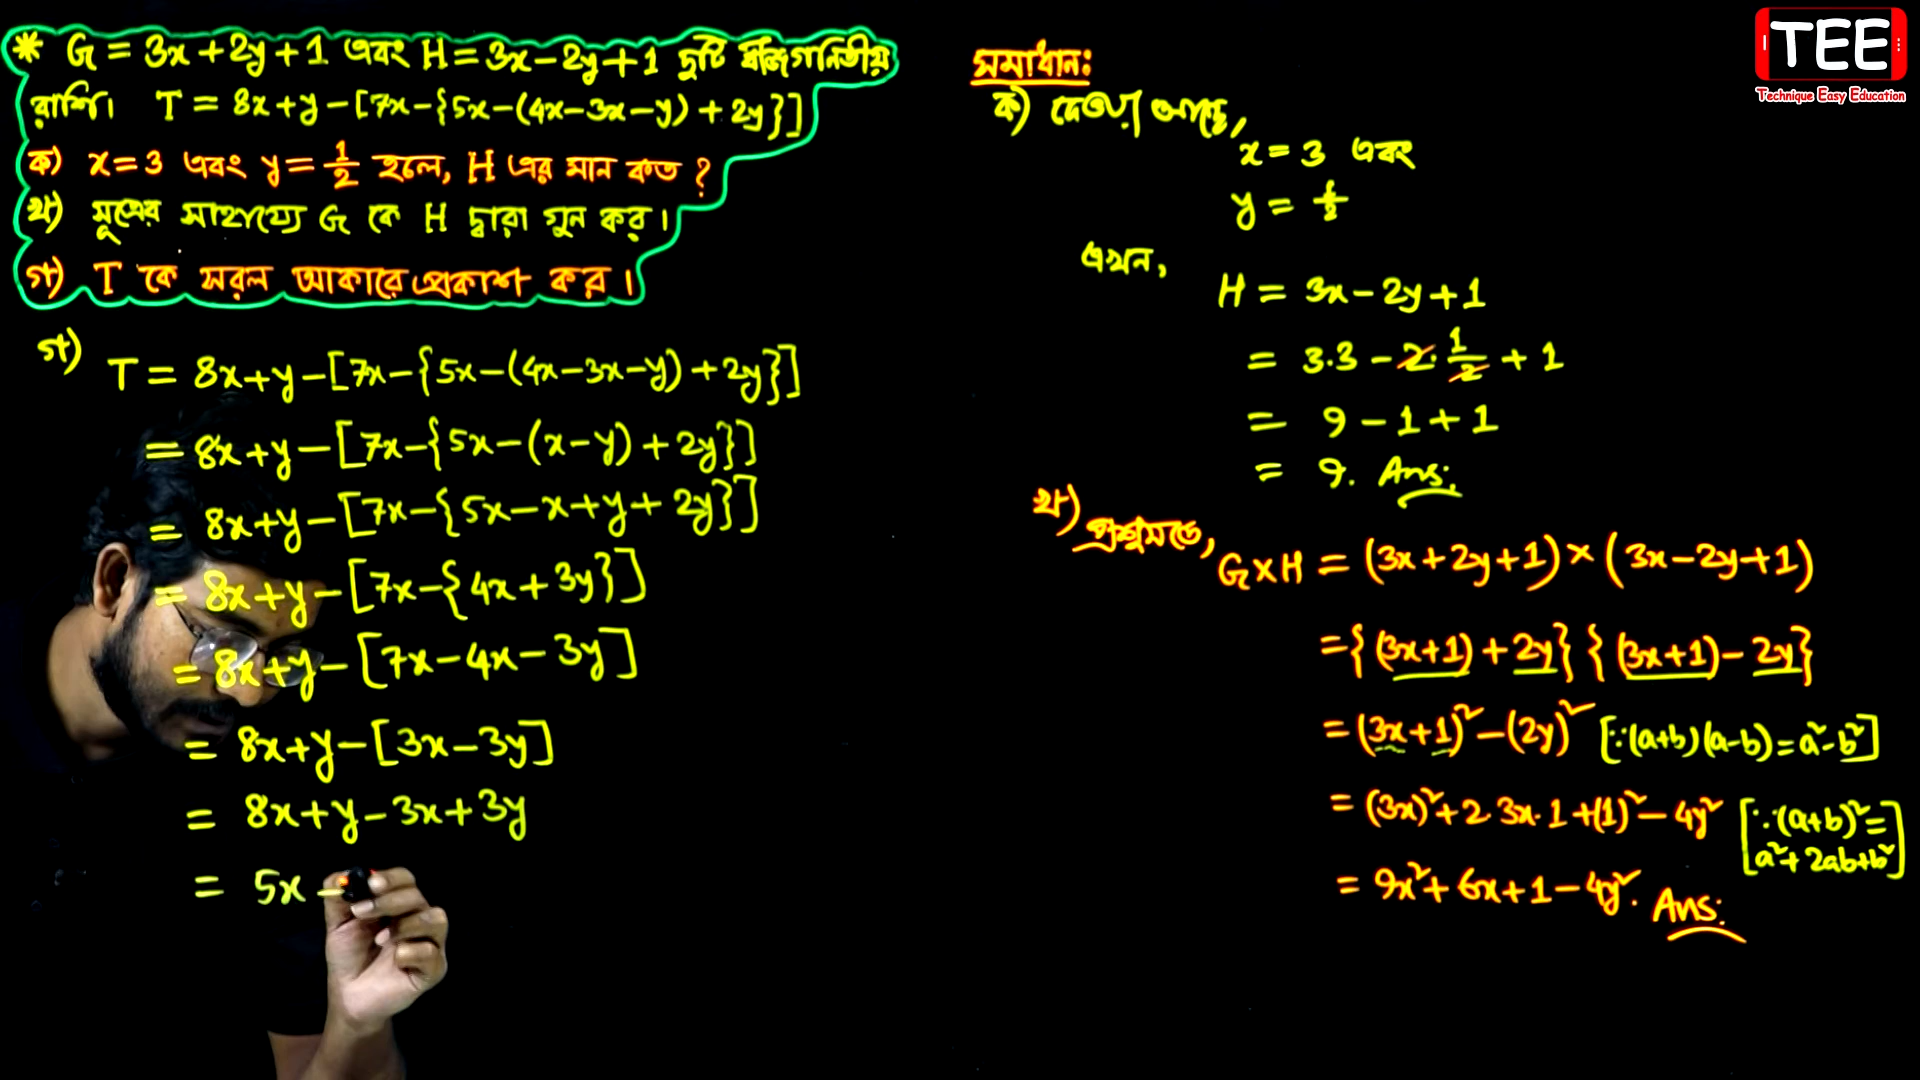 * G = 3x+2y+1 এবং H = 3x-2y+1 দুটি বীজগনিতীয়
রাশি। T = 8x+y-[7x-{5x-(4x-3x-y)+2y}]
ক) x=3 এবং y=1/2 হলে, H এর মান কত ?
খ) সূত্রের সাহায্যে G কে H দ্বারা গুন কর।
গ) T কে সরল আকারে প্রকাশ কর।
গ) T = 8x+y-[7x-{5x-(4x-3x-y)+2y}]
= 8x+y-[7x-{5x-(x-y)+2y}]
= 8x+y-[7x-{5x-x+y+2y}]
= 8x+y-[7x-{4x+3y}]
= 8x+y-[7x-4x-3y]
= 8x+y-[3x-3y]
= 8x+y-3x+3y
= 5x-
TEE
Technique Easy Education
সমাধান:
ক) দেওয়া আছে,
x = 3 এবং
y = 1/2
এখন,
H = 3x-2y+1
= 3.3 - 2.1/2 + 1
= 9-1+1
= 9. Ans:
খ) প্রশ্নমতে,
G×H = (3x+2y+1)×(3x-2y+1)
={(3x+1)+2y}{(3x+1)-2y}
=(3x+1)²-(2y)² [∵(a+b)(a-b)=a²-b²]
= (3x)²+2.3x.1+(1)²-4y² [∵(a+b)²=
a²+2ab+b²]
= 9x²+6x+1-4y². Ans: